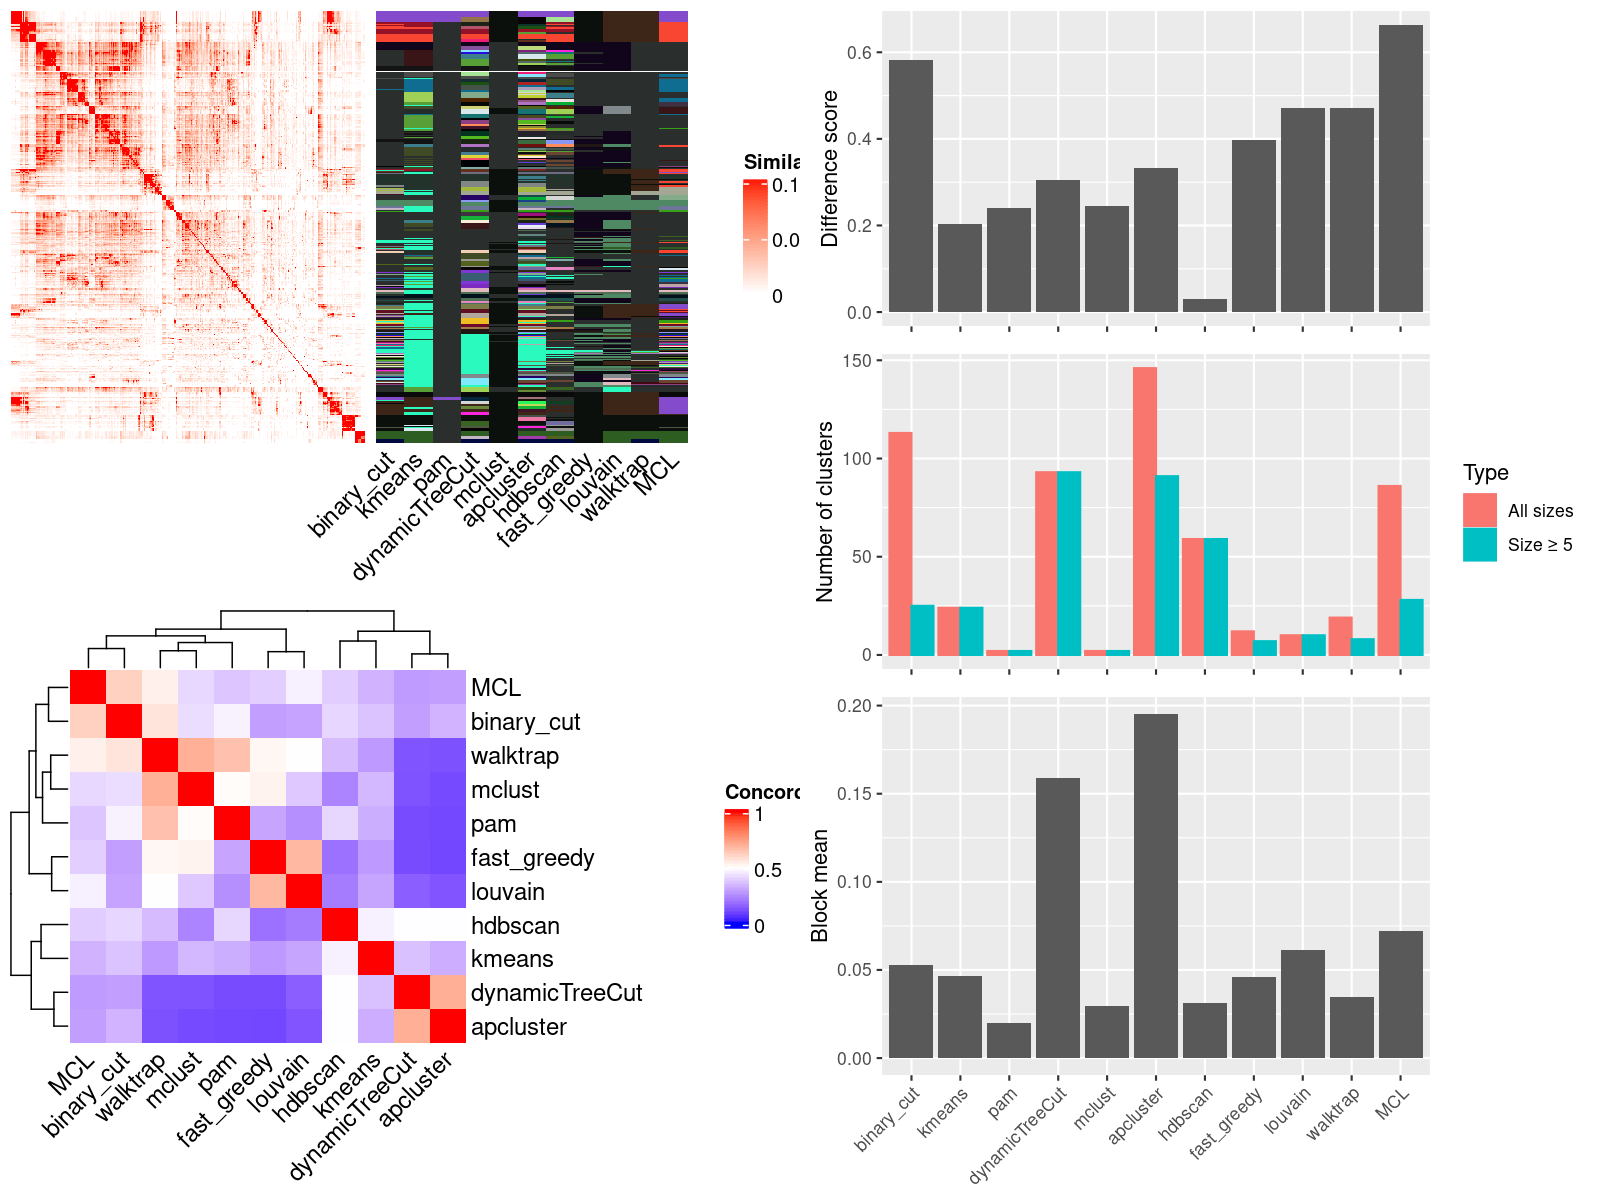 Simila
0.1
0.0
0
binary_cut
kmeans
pam
dynamicTreeCut
mclust
apcluster
hdbscan
fast_greedy
louvain
walktrap
MCL
MCL
binary_cut
walktrap
mclust
pam
fast_greedy
louvain
hdbscan
kmeans
dynamicTreeCut
apcluster
MCL
binary_cut
walktrap
mclust
pam
fast_greedy
louvain
hdbscan
kmeans
dynamicTreeCut
apcluster
Concord
1
0.5
0
Difference score
0.6
0.4
0.2
0.0
Number of clusters
150
100
50
0
Type
All sizes
Size ≥ 5
Block mean
0.20
0.15
0.10
0.05
0.00
binary_cut
kmeans
pam
dynamicTreeCut
mclust
apcluster
hdbscan
fast_greedy
louvain
walktrap
MCL